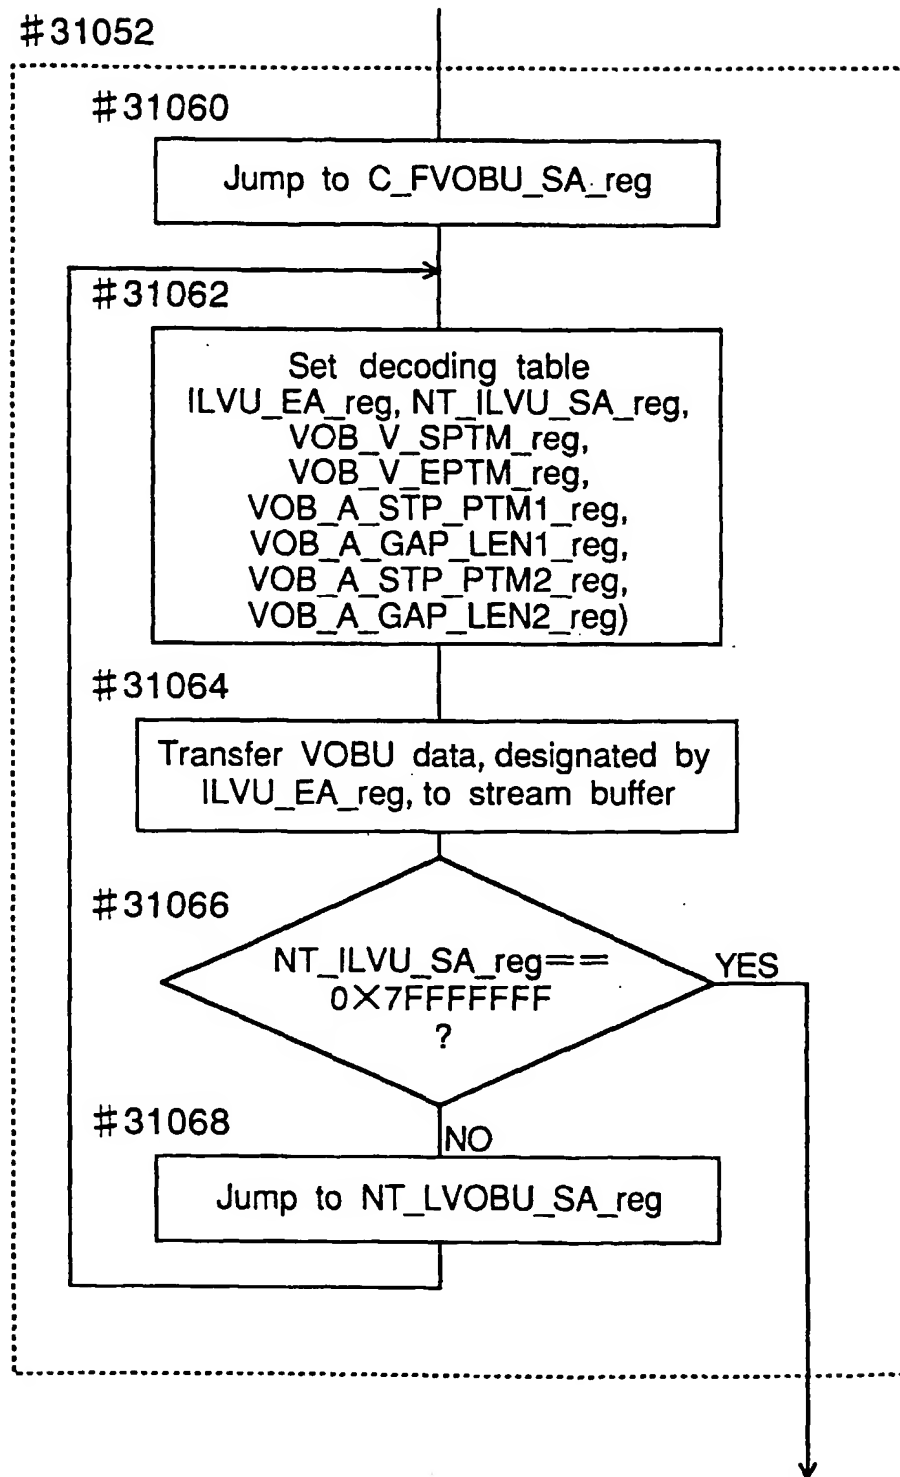 #31052
#31060
Jump to C_FVOBU_SA_reg
#31062
Set decoding table
ILVU_EA_reg, NT_ILVU_SA_reg,
VOB_V_SPTM_reg,
VOB_V_EPTM_reg,
VOB_A_STP_PTM1_reg,
VOB_A_GAP_LEN1_reg,
VOB_A_STP_PTM2_reg,
VOB_A_GAP_LEN2_reg)
#31064
Transfer VOBU data, designated by
ILVU_EA_reg, to stream buffer
#31066
NT_ILVU_SA_reg==
0X7FFFFFFF
?
YES
#31068
NO
Jump to NT_LVOBU_SA_reg